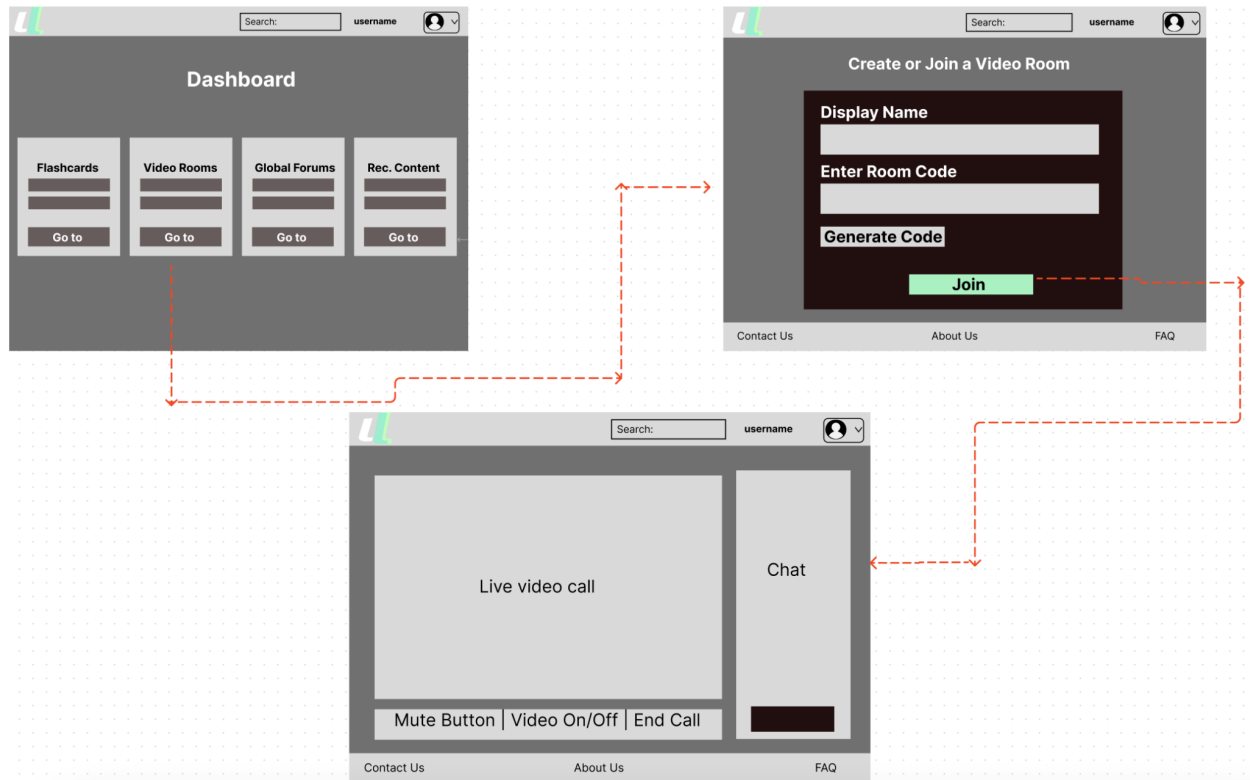 Search: username
Dashboard
Flashcards Video Rooms Global Forums Rec. Content
Go to Go to Go to Go to
Search: username
Create or Join a Video Room
Display Name
Enter Room Code
Generate Code
Join
Contact Us About Us FAQ
Search: username
Live video call
Chat
Mute Button | Video On/Off | End Call
Contact Us About Us FAQ